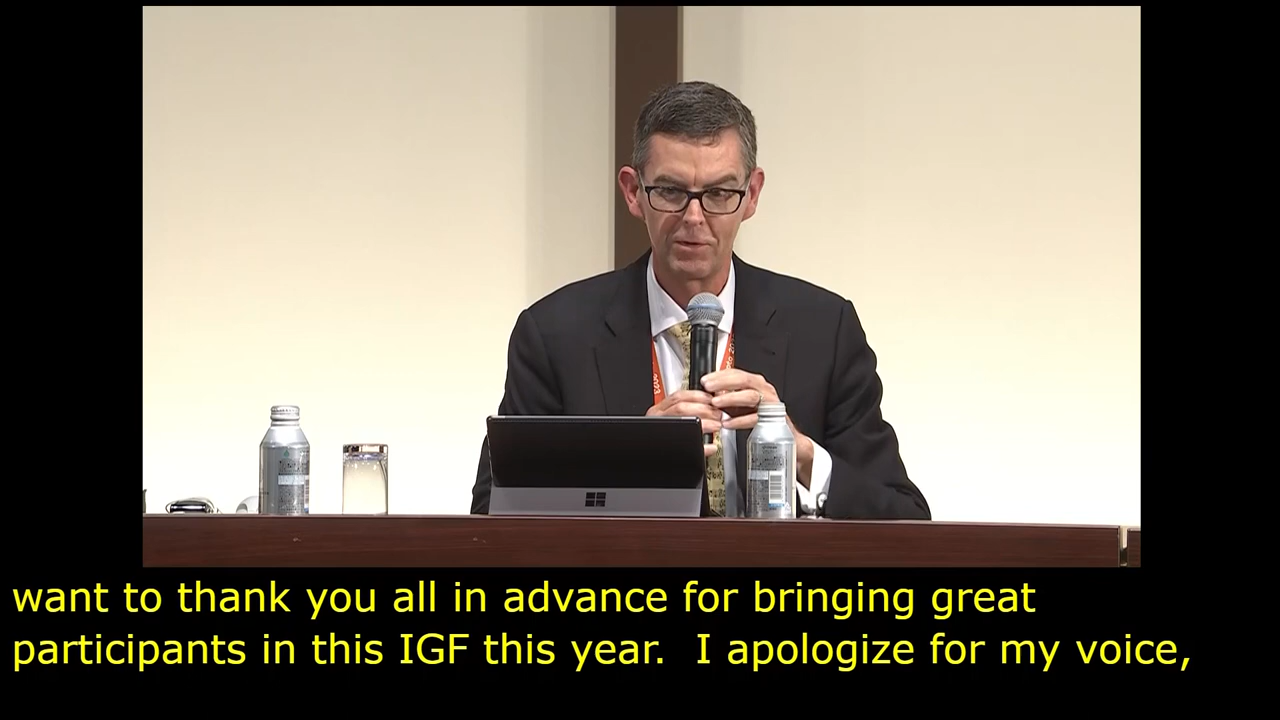 want to thank you all in advance for bringing great
participants in this IGF this year.  I apologize for my voice,